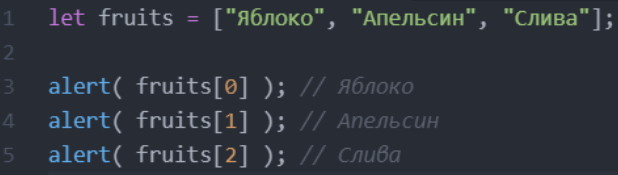 1 let fruits = ["Яблоко", "Апельсин", "Слива"];
2
3 alert( fruits[0] ); // Яблоко
4 alert( fruits[1] ); // Апельсин
5 alert( fruits[2] ); // Слива